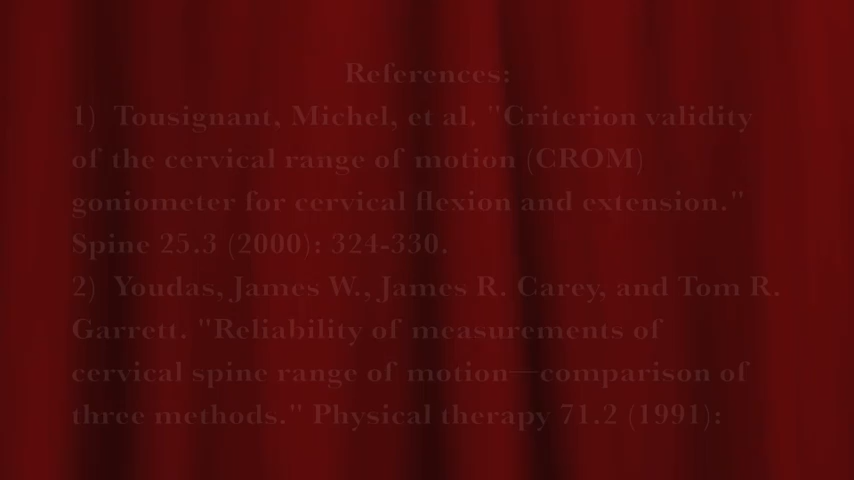 References:
1) Tousignant, Michel, et al. "Criterion validity
of the cervical range of motion (CROM)
goniometer for cervical flexion and extension."
Spine 25.3 (2000): 324-330.
2) Youdas, James W., James R. Carey, and Tom R.
Garrett. "Reliability of measurements of
cervical spine range of motion—comparison of
three methods." Physical therapy 71.2 (1991):